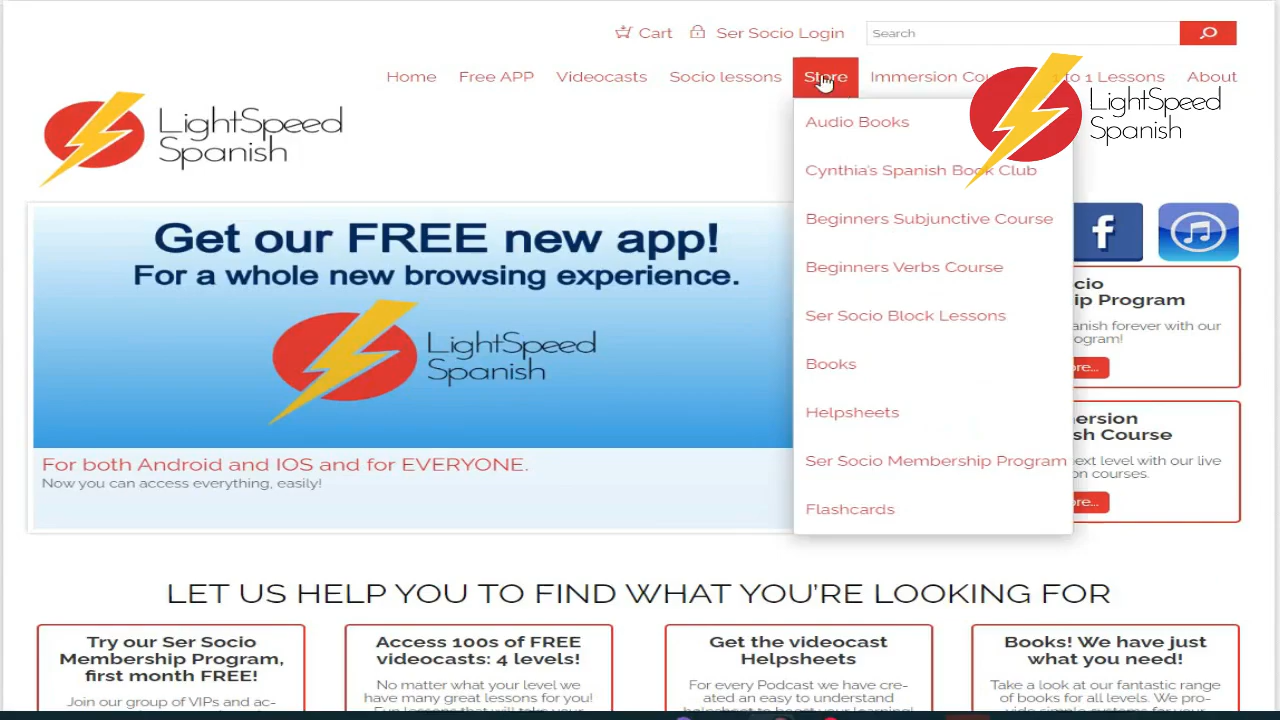 Cart Ser Socio Login Search
Home Free APP Videocasts Socio lessons Store Immersion Cou to 1 Lessons About
LightSpeed
Spanish
LightSpeed
Spanish
Audio Books
Cynthia's Spanish Book Club
Beginners Subjunctive Course
Beginners Verbs Course
Ser Socio Block Lessons
Books
Helpsheets
Ser Socio Membership Program
Flashcards
Get our FREE new app!
For a whole new browsing experience.
LightSpeed
Spanish
For both Android and IOS and for EVERYONE.
Now you can access everything, easily!
f
cio
ip Program
anish forever with our
ogram!
re...
ersion
sh Course
ext level with our live
on courses.
re...
LET US HELP YOU TO FIND WHAT YOU'RE LOOKING FOR
Try our Ser Socio
Membership Program,
first month FREE!
Join our group of VIPs and ac-
Access 100s of FREE
videocasts: 4 levels!
No matter what your level we
have many great lessons for you!
Get the videocast
Helpsheets
For every Podcast we have cre-
ated an easy to understand
Books! We have just
what you need!
Take a look at our fantastic range
of books for all levels. We pro-